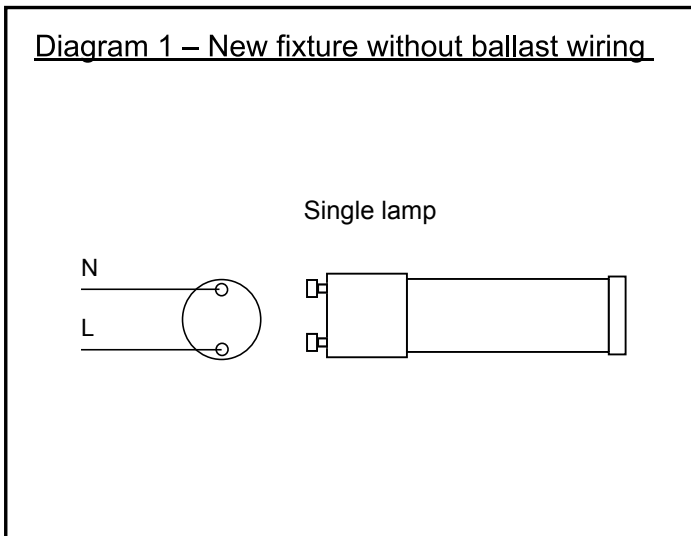 Diagram 1 – New fixture without ballast wiring
Single lamp
N
L